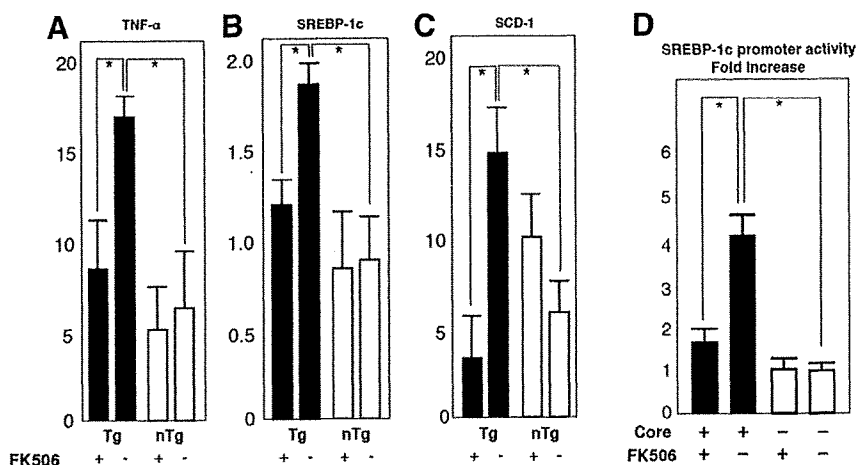 A
TNF-α
20
15
10
5
0
* *
Tg nTg
FK506 + - + -
B
SREBP-1c
2.0
1.5
1.0
0.5
0
* *
Tg nTg
+ - + -
C
SCD-1
20
15
10
5
0
* *
Tg nTg
+ - + -
D
SREBP-1c promoter activity
Fold Increase
6
5
4
3
2
1
0
* *
Core + + − −
FK506 + − + −